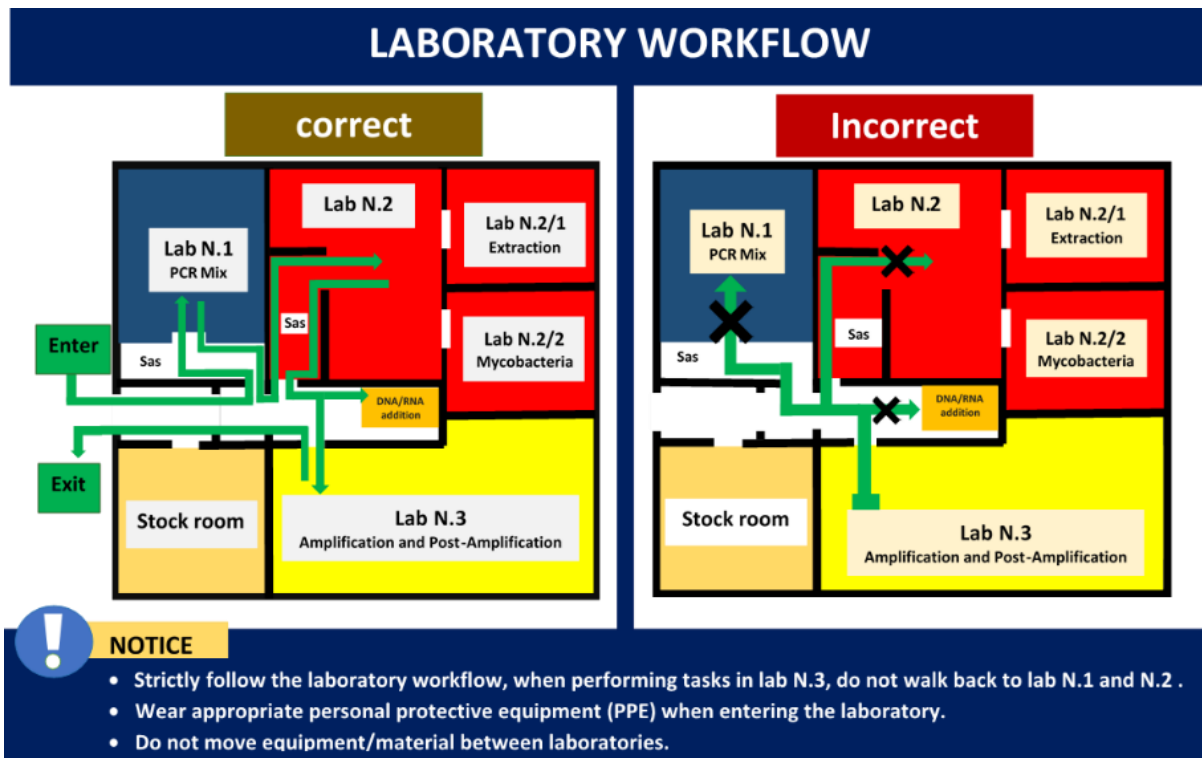 LABORATORY WORKFLOW
correct
Lab N.1
PCR Mix
Lab N.2
Lab N.2/1
Extraction
Sas
Lab N.2/2
Mycobacteria
Enter
Sas
DNA/RNA
addition
Exit
Stock room
Lab N.3
Amplification and Post-Amplification
Incorrect
Lab N.1
PCR Mix
Lab N.2
Lab N.2/1
Extraction
Sas
Lab N.2/2
Mycobacteria
Sas
DNA/RNA
addition
Stock room
Lab N.3
Amplification and Post-Amplification
! NOTICE
• Strictly follow the laboratory workflow, when performing tasks in lab N.3, do not walk back to lab N.1 and N.2 .
• Wear appropriate personal protective equipment (PPE) when entering the laboratory.
• Do not move equipment/material between laboratories.